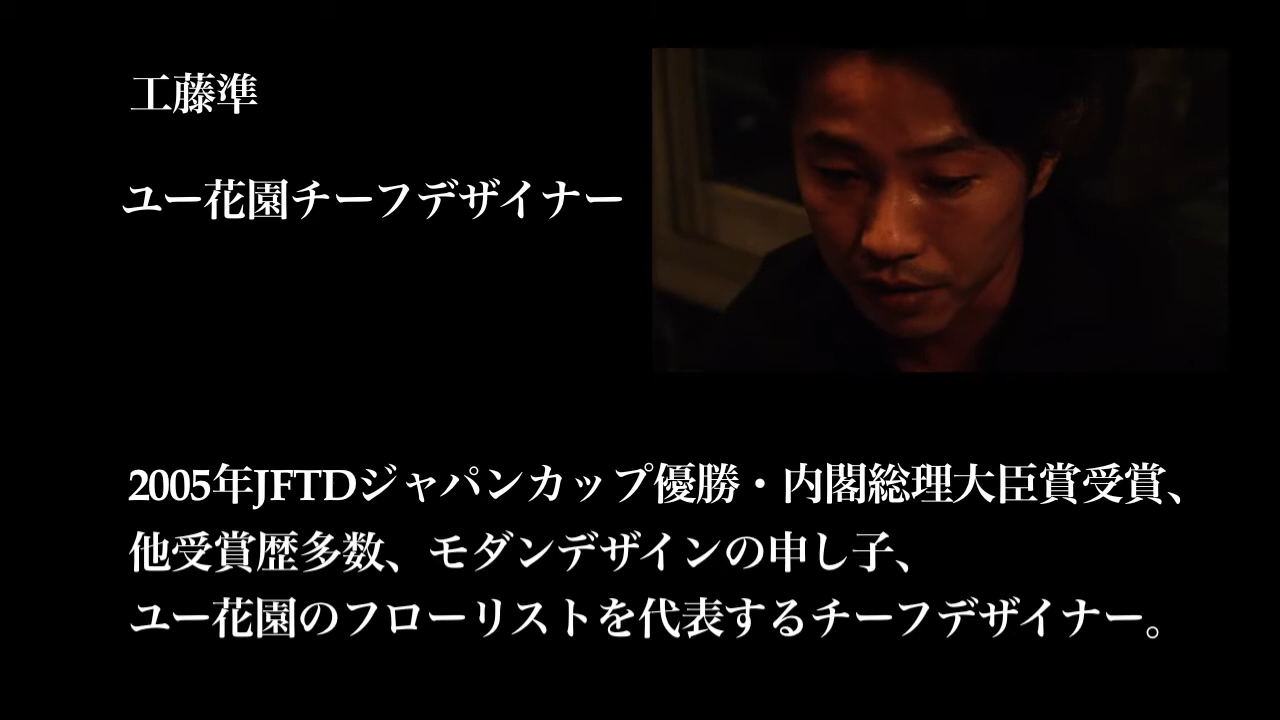 工藤準
ユー花園チーフデザイナー
2005年JFTDジャパンカップ優勝・内閣総理大臣賞受賞、
他受賞歴多数、モダンデザインの申し子、
ユー花園のフローリストを代表するチーフデザイナー。